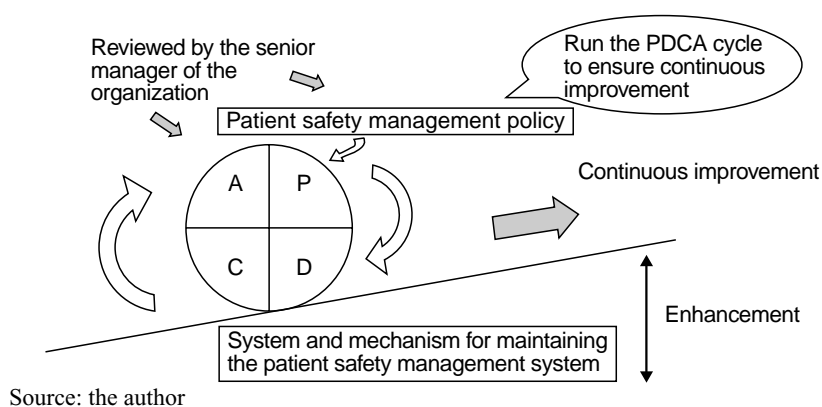 Reviewed by the senior
manager of the
organization
Run the PDCA cycle
to ensure continuous
improvement
Patient safety management policy
A
P
C
D
Continuous improvement
Enhancement
System and mechanism for maintaining
the patient safety management system
Source: the author